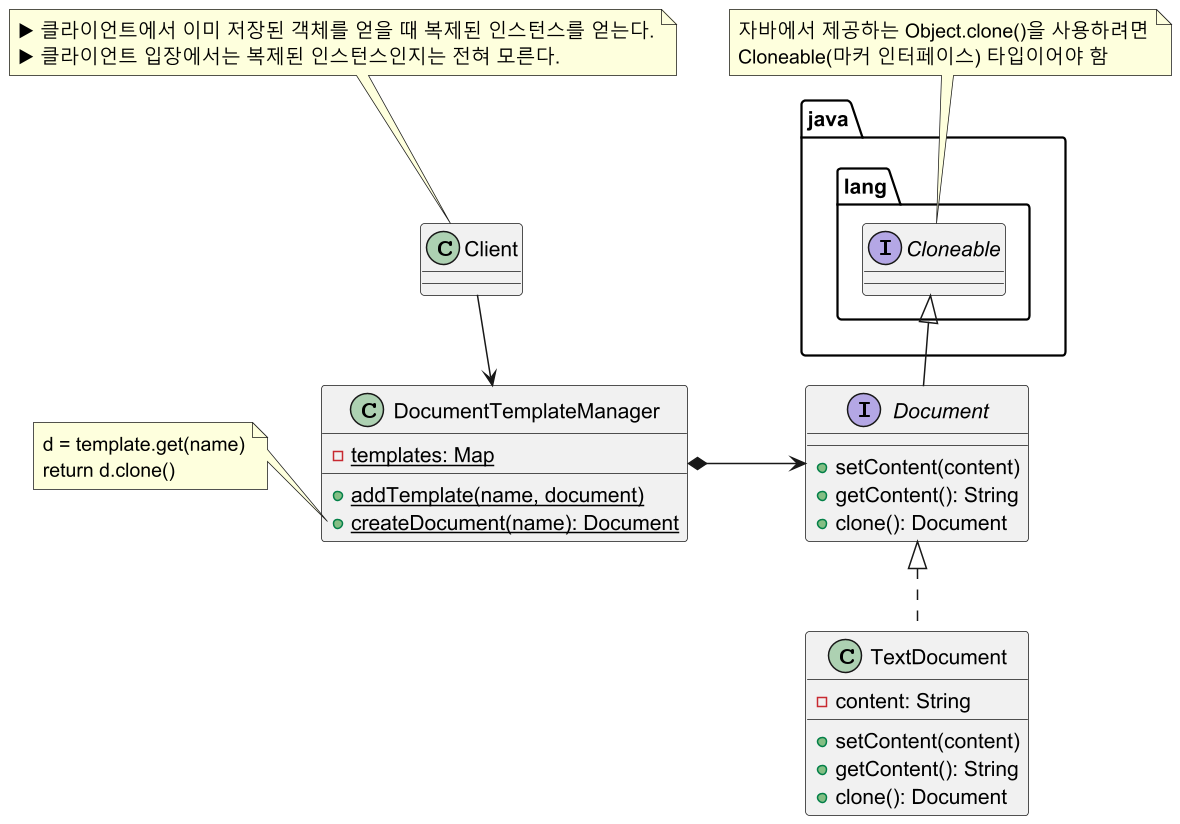 ▶ 클라이언트에서 이미 저장된 객체를 얻을 때 복제된 인스턴스를 얻는다.
▶ 클라이언트 입장에서는 복제된 인스턴스인지는 전혀 모른다.
자바에서 제공하는 Object.clone()을 사용하려면
Cloneable(마커 인터페이스) 타입이어야 함
java
lang
C Client
I Cloneable
C DocumentTemplateManager
templates: Map
addTemplate(name, document)
createDocument(name): Document
d = template.get(name)
return d.clone()
I Document
setContent(content)
getContent(): String
clone(): Document
C TextDocument
content: String
setContent(content)
getContent(): String
clone(): Document